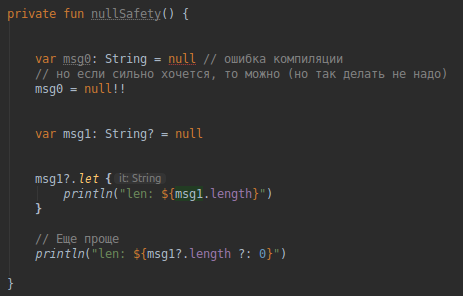 private fun nullSafety() {
var msg0: String = null // ошибка компиляции
// но если сильно хочется, то можно (но так делать не надо)
msg0 = null!!
var msg1: String? = null
msg1?.let { it: String
println("len: ${msg1.length}")
}
// Еще проще
println("len: ${msg1?.length ?: 0}")
}